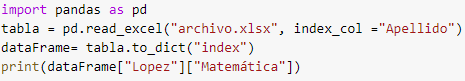 import pandas as pd
tabla = pd.read_excel("archivo.xlsx", index_col ="Apellido")
dataFrame= tabla.to_dict("index")
print(dataFrame["Lopez"]["Matemática"])